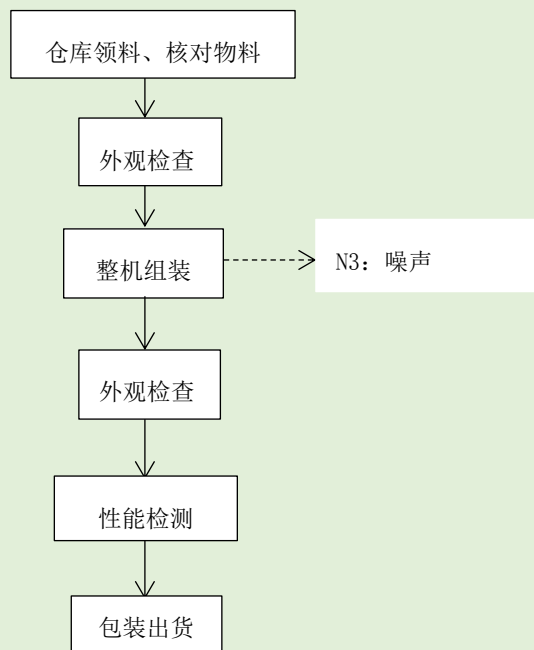 仓库领料、核对物料
外观检查
整机组装
N3：噪声
外观检查
性能检测
包装出货